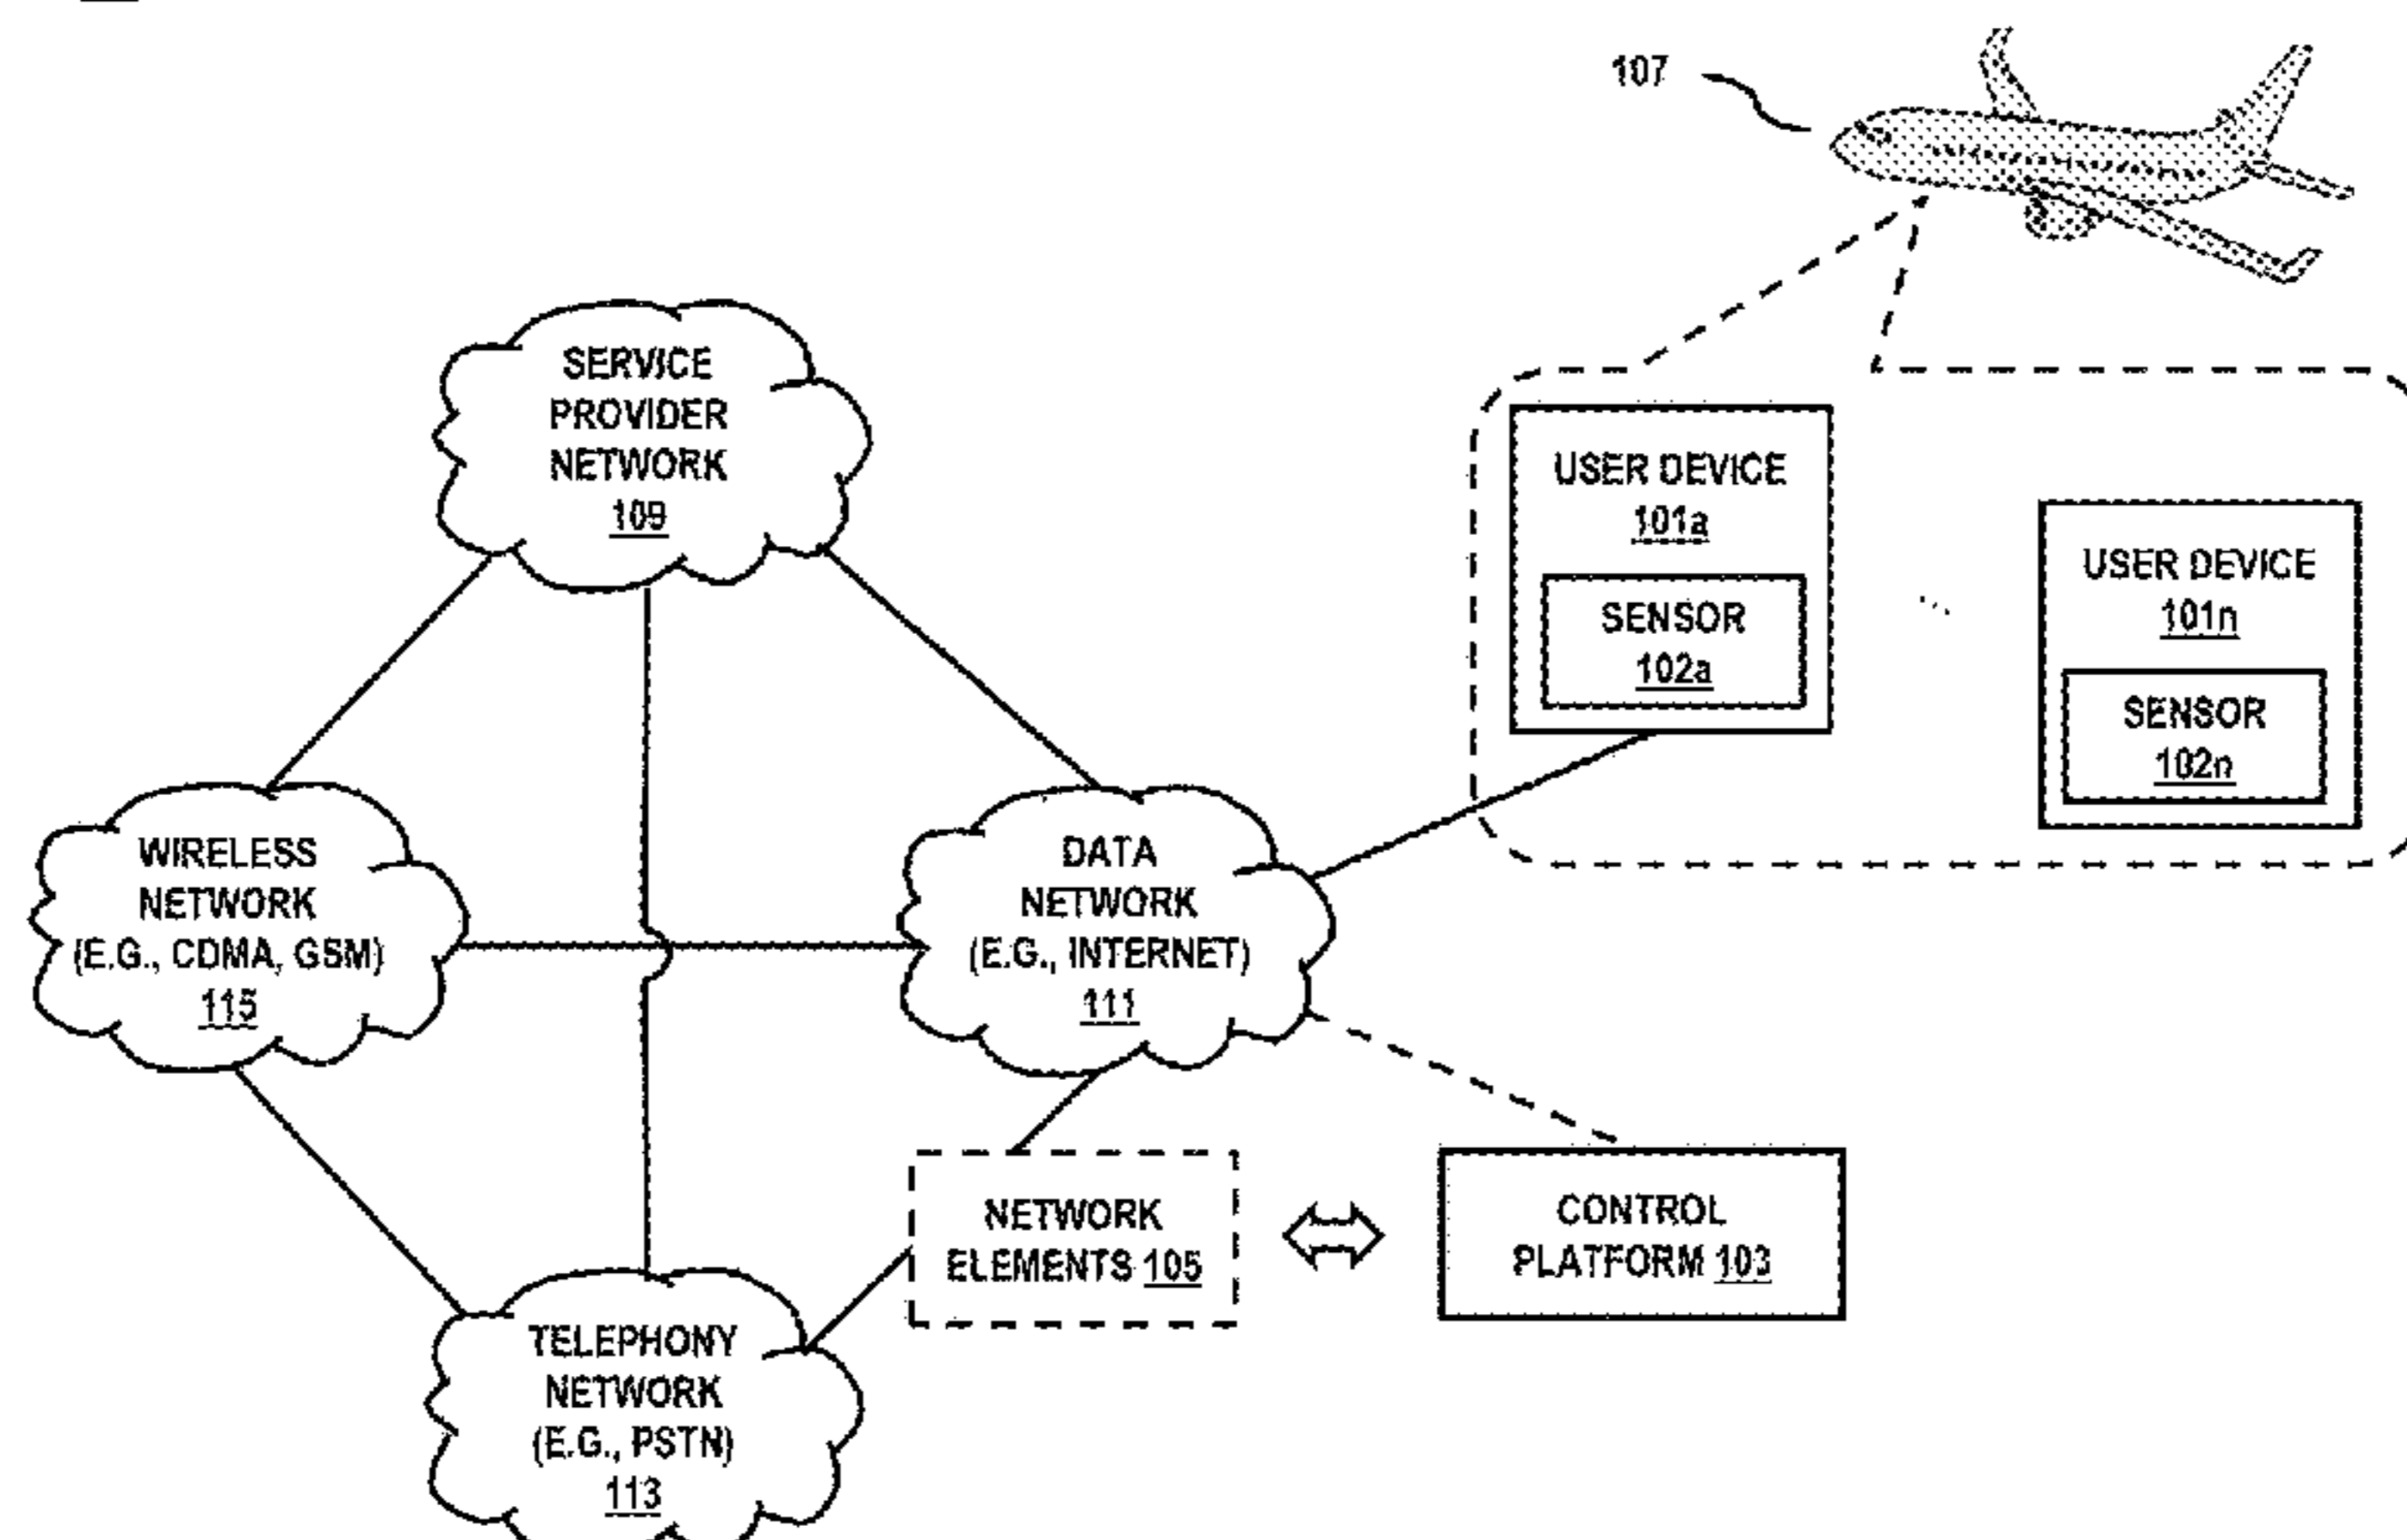 107
SERVICE
PROVIDER
NETWORK
109
USER DEVICE
101a
SENSOR
102a
USER DEVICE
101n
SENSOR
102n
WIRELESS
NETWORK
(E.G., CDMA, GSM)
115
DATA
NETWORK
(E.G., INTERNET)
111
NETWORK
ELEMENTS 105
CONTROL
PLATFORM 103
TELEPHONY
NETWORK
(E.G., PSTN)
113